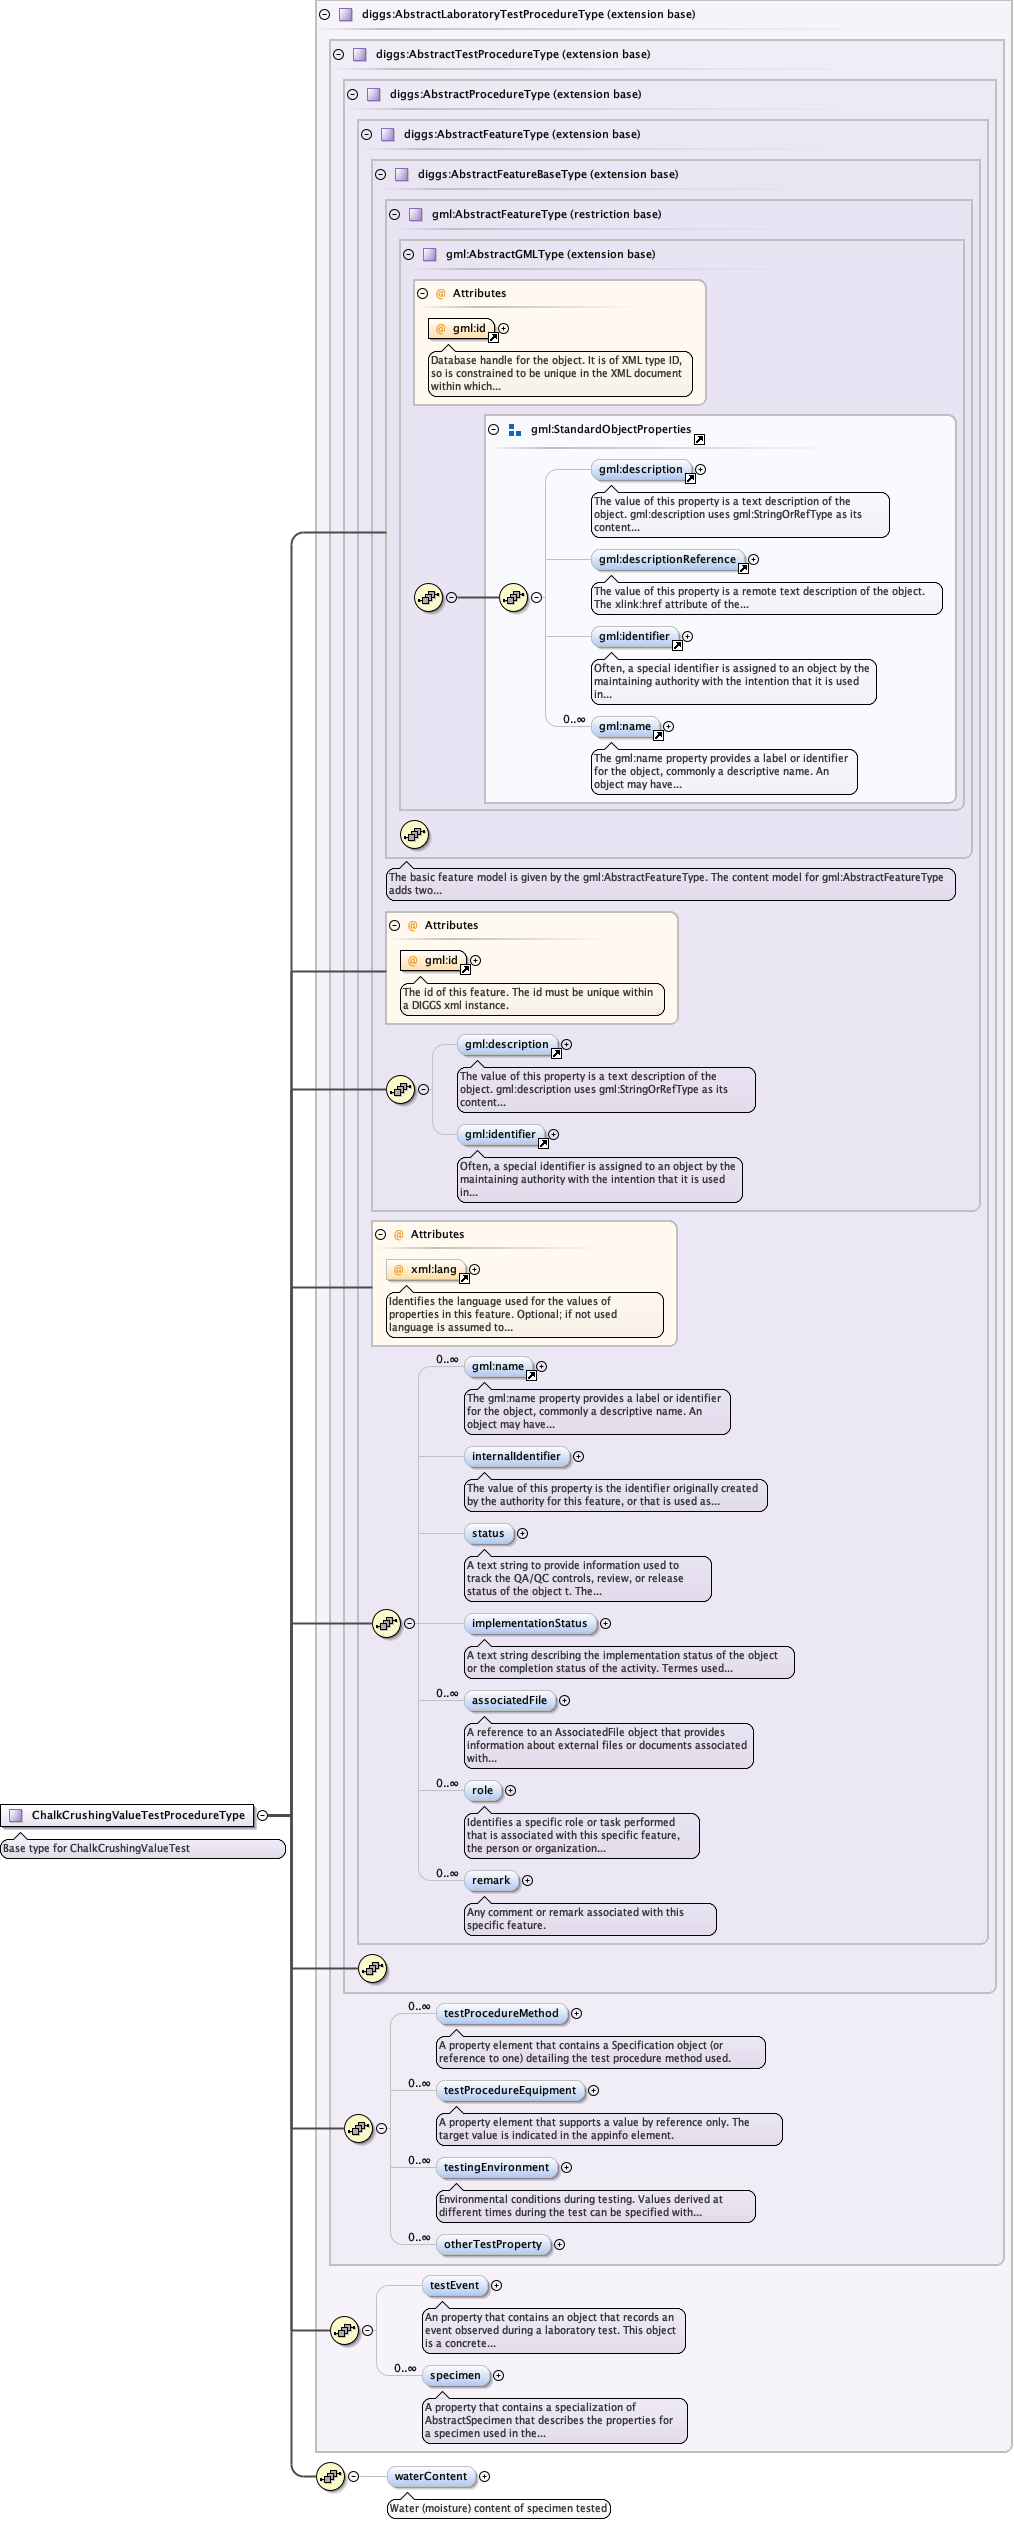 diggs:AbstractLaboratoryTestProcedureType (extension base)
diggs:AbstractTestProcedureType (extension base)
diggs:AbstractProcedureType (extension base)
diggs:AbstractFeatureType (extension base)
diggs:AbstractFeatureBaseType (extension base)
gml:AbstractFeatureType (restriction base)
gml:AbstractGMLType (extension base)
@ Attributes
@ gml:id
Database handle for the object. It is of XML type ID,
so is constrained to be unique in the XML document
within which...
gml:StandardObjectProperties
gml:description
The value of this property is a text description of the
object. gml:description uses gml:StringOrRefType as its
content...
gml:descriptionReference
The value of this property is a remote text description of the object.
The xlink:href attribute of the...
gml:identifier
Often, a special identifier is assigned to an object by the
maintaining authority with the intention that it is used
in...
0..∞
gml:name
The gml:name property provides a label or identifier
for the object, commonly a descriptive name. An
object may have...
The basic feature model is given by the gml:AbstractFeatureType. The content model for gml:AbstractFeatureType
adds two...
@ Attributes
@ gml:id
The id of this feature. The id must be unique within
a DIGGS xml instance.
gml:description
The value of this property is a text description of the
object. gml:description uses gml:StringOrRefType as its
content...
gml:identifier
Often, a special identifier is assigned to an object by the
maintaining authority with the intention that it is used
in...
@ Attributes
@ xml:lang
Identifies the language used for the values of
properties in this feature. Optional; if not used
language is assumed to...
0..∞
gml:name
The gml:name property provides a label or identifier
for the object, commonly a descriptive name. An
object may have...
internalIdentifier
The value of this property is the identifier originally created
by the authority for this feature, or that is used as...
status
A text string to provide information used to
track the QA/QC controls, review, or release
status of the object t. The...
implementationStatus
A text string describing the implementation status of the object
or the completion status of the activity. Termes used...
0..∞
associatedFile
A reference to an AssociatedFile object that provides
information about external files or documents associated
with...
0..∞
role
Identifies a specific role or task performed
that is associated with this specific feature,
the person or organization...
ChalkCrushingValueTestProcedureType
Base type for ChalkCrushingValueTest
0..∞
remark
Any comment or remark associated with this
specific feature.
0..∞
testProcedureMethod
A property element that contains a Specification object (or
reference to one) detailing the test procedure method used.
0..∞
testProcedureEquipment
A property element that supports a value by reference only. The
target value is indicated in the appinfo element.
0..∞
testingEnvironment
Environmental conditions during testing. Values derived at
different times during the test can be specified with...
0..∞
otherTestProperty
testEvent
An property that contains an object that records an
event observed during a laboratory test. This object
is a concrete...
0..∞
specimen
A property that contains a specialization of
AbstractSpecimen that describes the properties for
a specimen used in the...
waterContent
Water (moisture) content of specimen tested